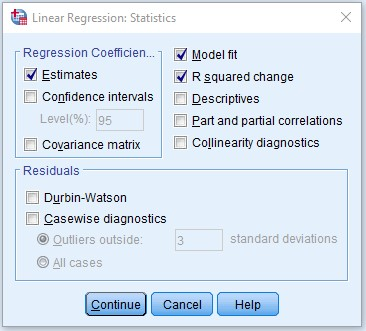 Linear Regression: Statistics
Regression Coefficien...
Estimates
Confidence intervals
Level(%): 95
Covariance matrix
Model fit
R squared change
Descriptives
Part and partial correlations
Collinearity diagnostics
Residuals
Durbin-Watson
Casewise diagnostics
Outliers outside: 3 standard deviations
All cases
Continue Cancel Help